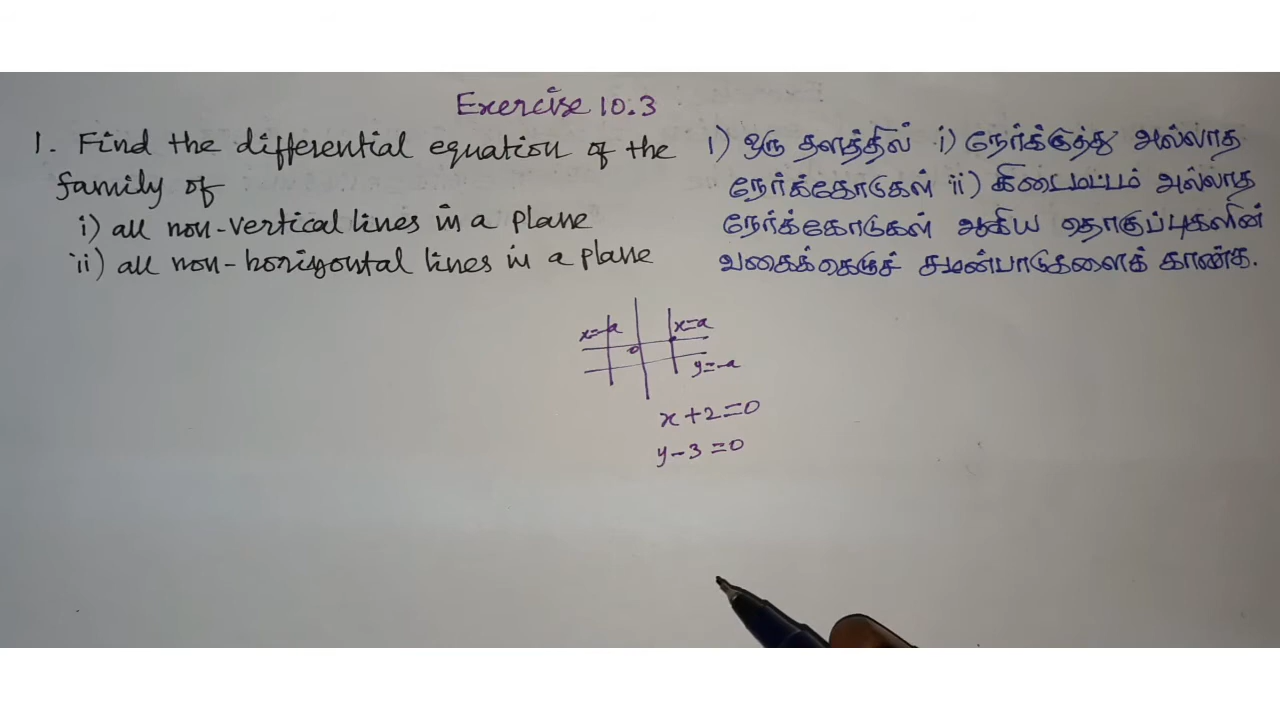 Exercise 10.3
1. Find the differential equation of the
family of
i) all non-vertical lines in a plane
ii) all non-horizontal lines in a plane
1) ஒரு தளத்தில் i) நேர்க்குத்து அல்லாத
நேர்க்கோடுகள் ii) கிடைமட்டம் அல்லாத
நேர்க்கோடுகள் ஆகிய தொகுப்புகளின்
வகைக்கெழுச் சமன்பாடுகளைக் காண்க.
x=-a
x=a
0
y=-a
x+2=0
y-3=0